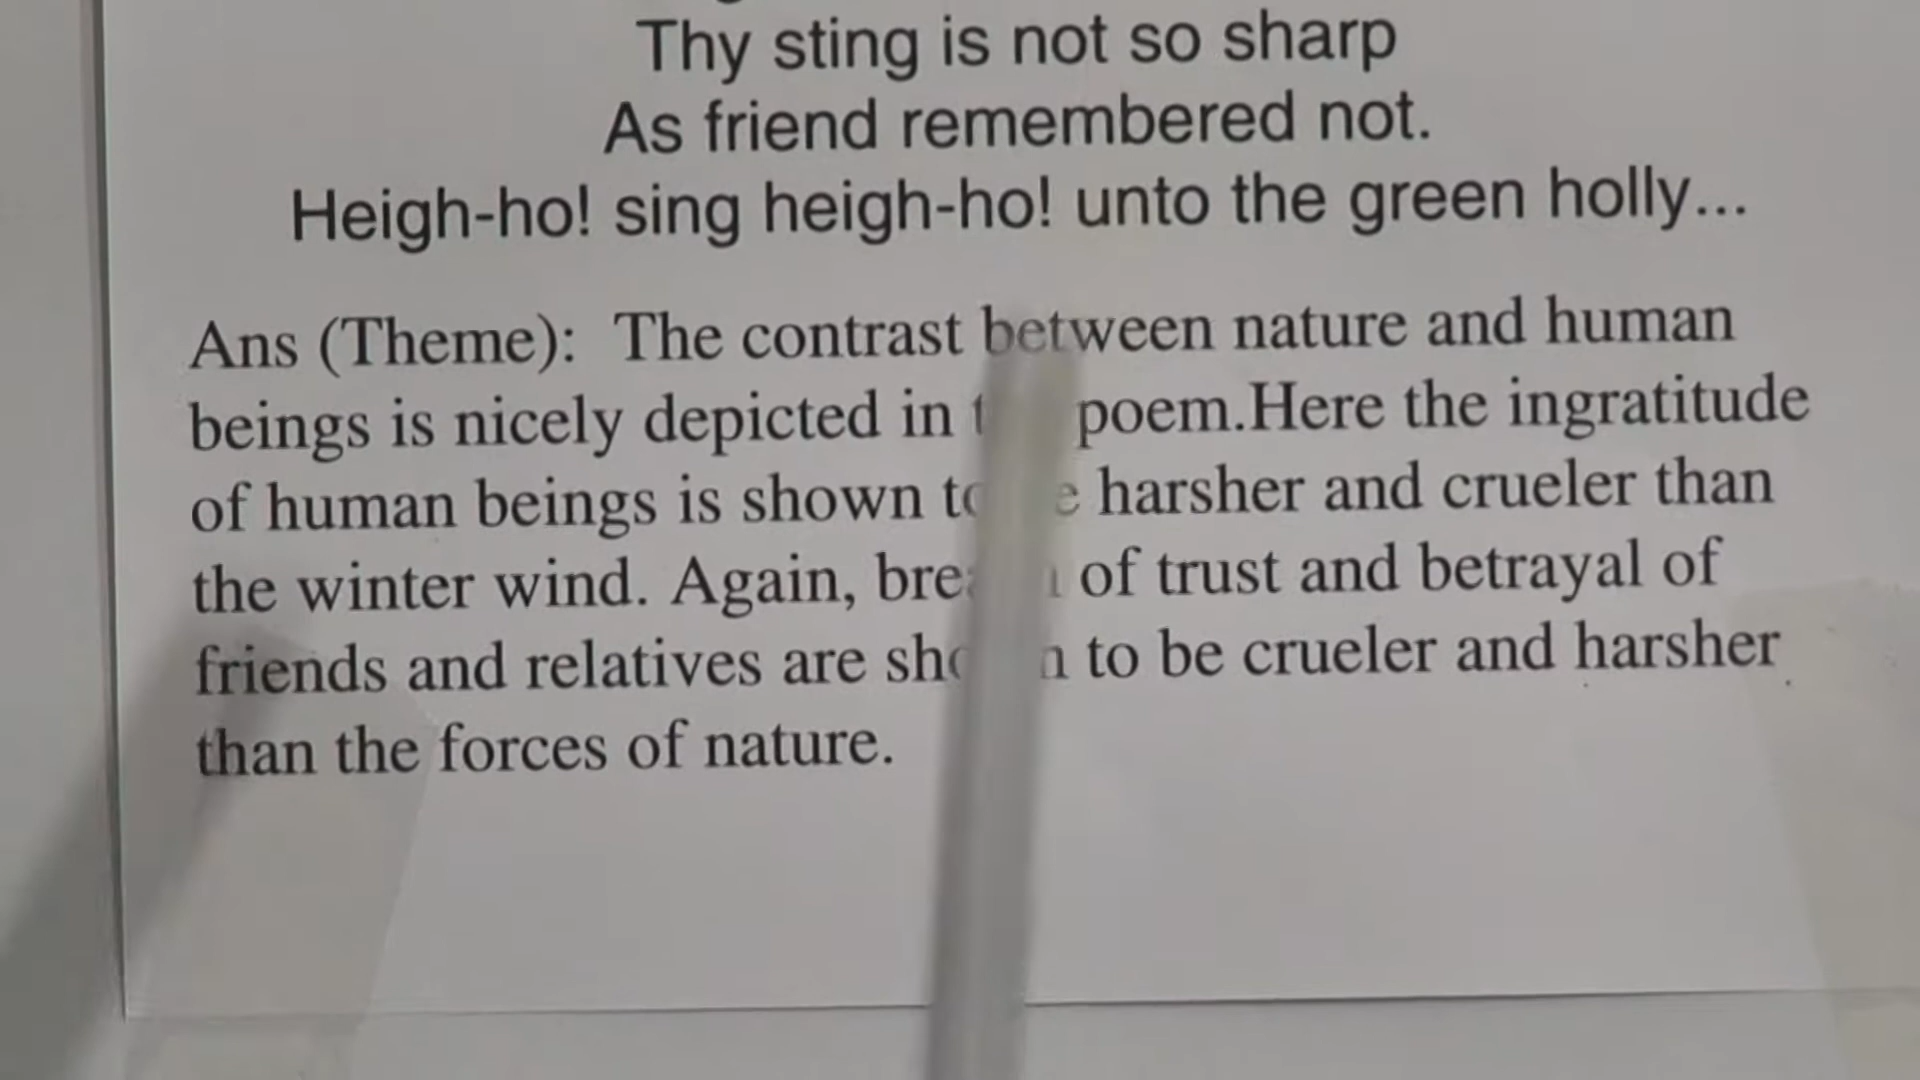 Thy sting is not so sharp
As friend remembered not.
Heigh-ho! sing heigh-ho! unto the green holly...
Ans (Theme): The contrast between nature and human
beings is nicely depicted in poem.Here the ingratitude
of human beings is shown harsher and crueler than
the winter wind. Again, of trust and betrayal of
friends and relatives are to be crueler and harsher
than the forces of nature.